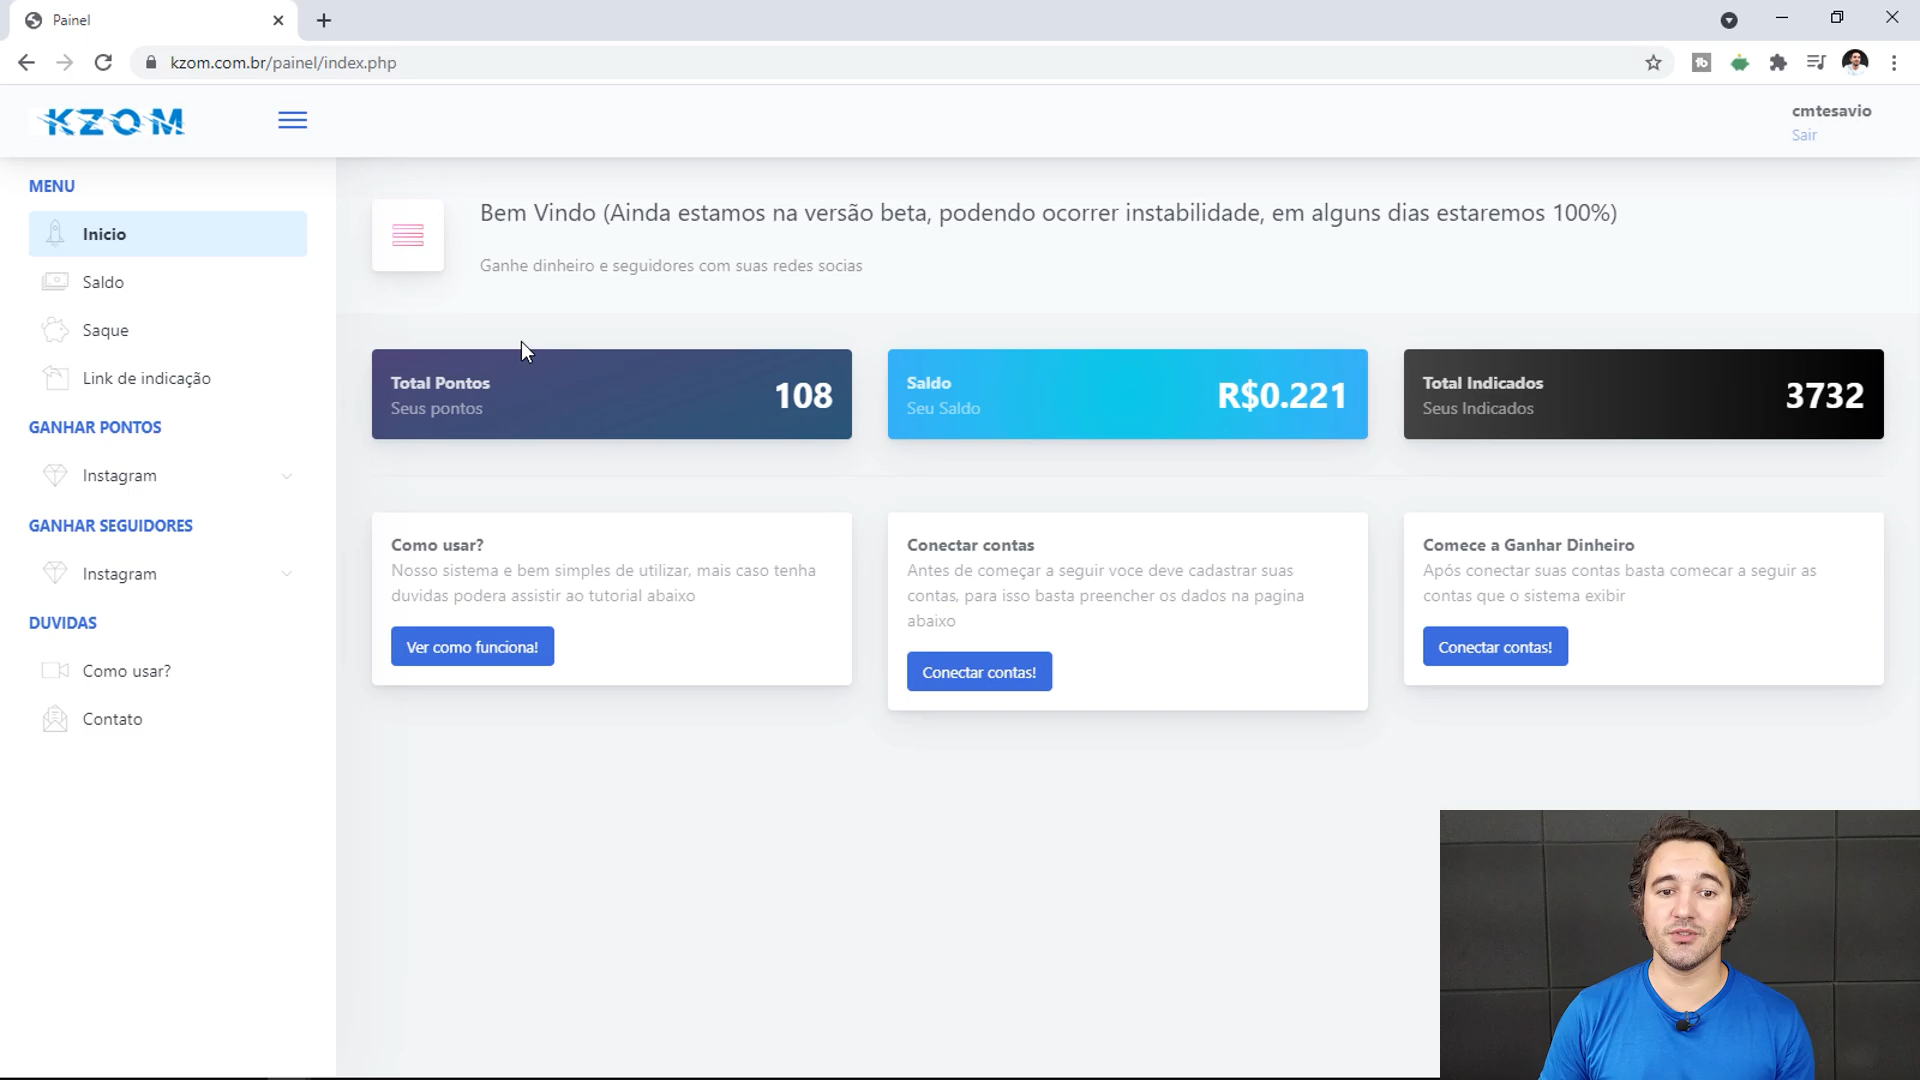 Painel
kzom.com.br/painel/index.php
KZOM
cmtesavio
Sair
MENU
Inicio
Saldo
Saque
Link de indicação
GANHAR PONTOS
Instagram
GANHAR SEGUIDORES
Instagram
DUVIDAS
Como usar?
Contato
Bem Vindo (Ainda estamos na versão beta, podendo ocorrer instabilidade, em alguns dias estaremos 100%)
Ganhe dinheiro e seguidores com suas redes socias
Total Pontos
Seus pontos
108
Saldo
Seu Saldo
R$0.221
Total Indicados
Seus Indicados
3732
Como usar?
Nosso sistema e bem simples de utilizar, mais caso tenha
duvidas podera assistir ao tutorial abaixo
Ver como funciona!
Conectar contas
Antes de começar a seguir voce deve cadastrar suas
contas, para isso basta preencher os dados na pagina
abaixo
Conectar contas!
Comece a Ganhar Dinheiro
Após conectar suas contas basta comecar a seguir as
contas que o sistema exibir
Conectar contas!